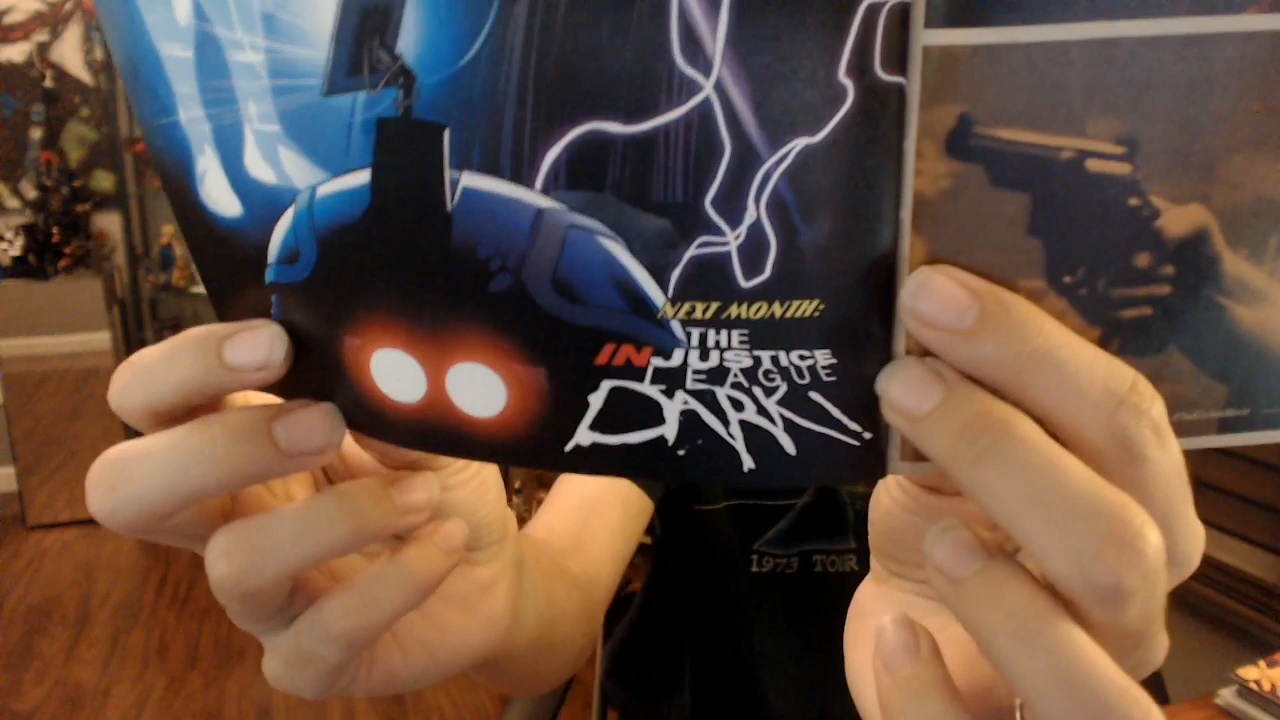 NEXT MONTH:
THE
INJUSTICE
LEAGUE
DARK!
1973 TOUR